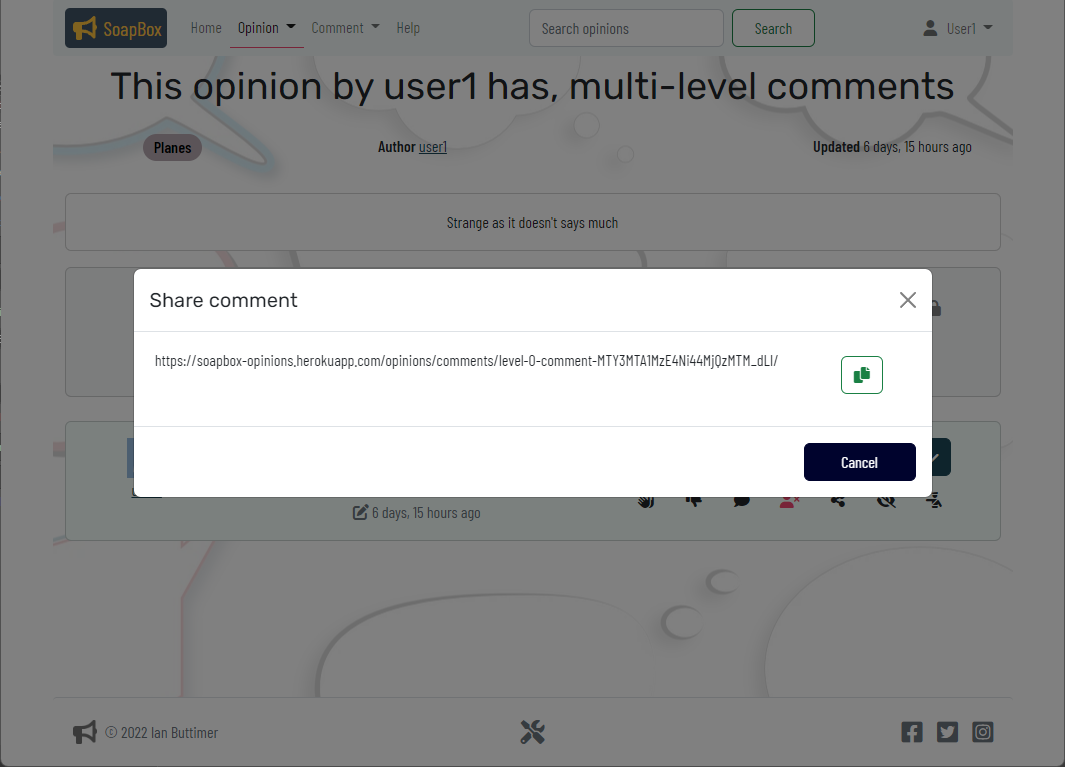 SoapBox Home Opinion Comment Help Search opinions Search User1
This opinion by user1 has, multi-level comments
Planes Author user1 Updated 6 days, 15 hours ago
Strange as it doesn't says much
Share comment
https://soapbox-opinions.herokuapp.com/opinions/comments/level-0-comment-MTY3MTA1MzE4Ni44MjQzMTM_dLI/
Cancel
6 days, 15 hours ago
© 2022 Ian Buttimer